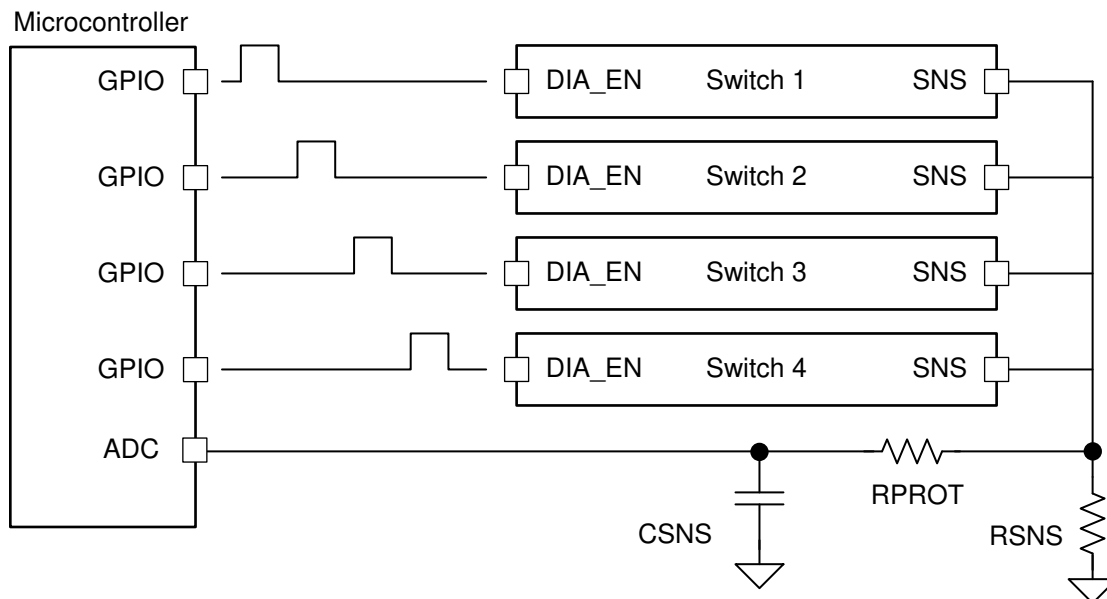 Microcontroller
GPIO DIA_EN Switch 1 SNS
GPIO DIA_EN Switch 2 SNS
GPIO DIA_EN Switch 3 SNS
GPIO DIA_EN Switch 4 SNS
ADC
RPROT
CSNS
RSNS